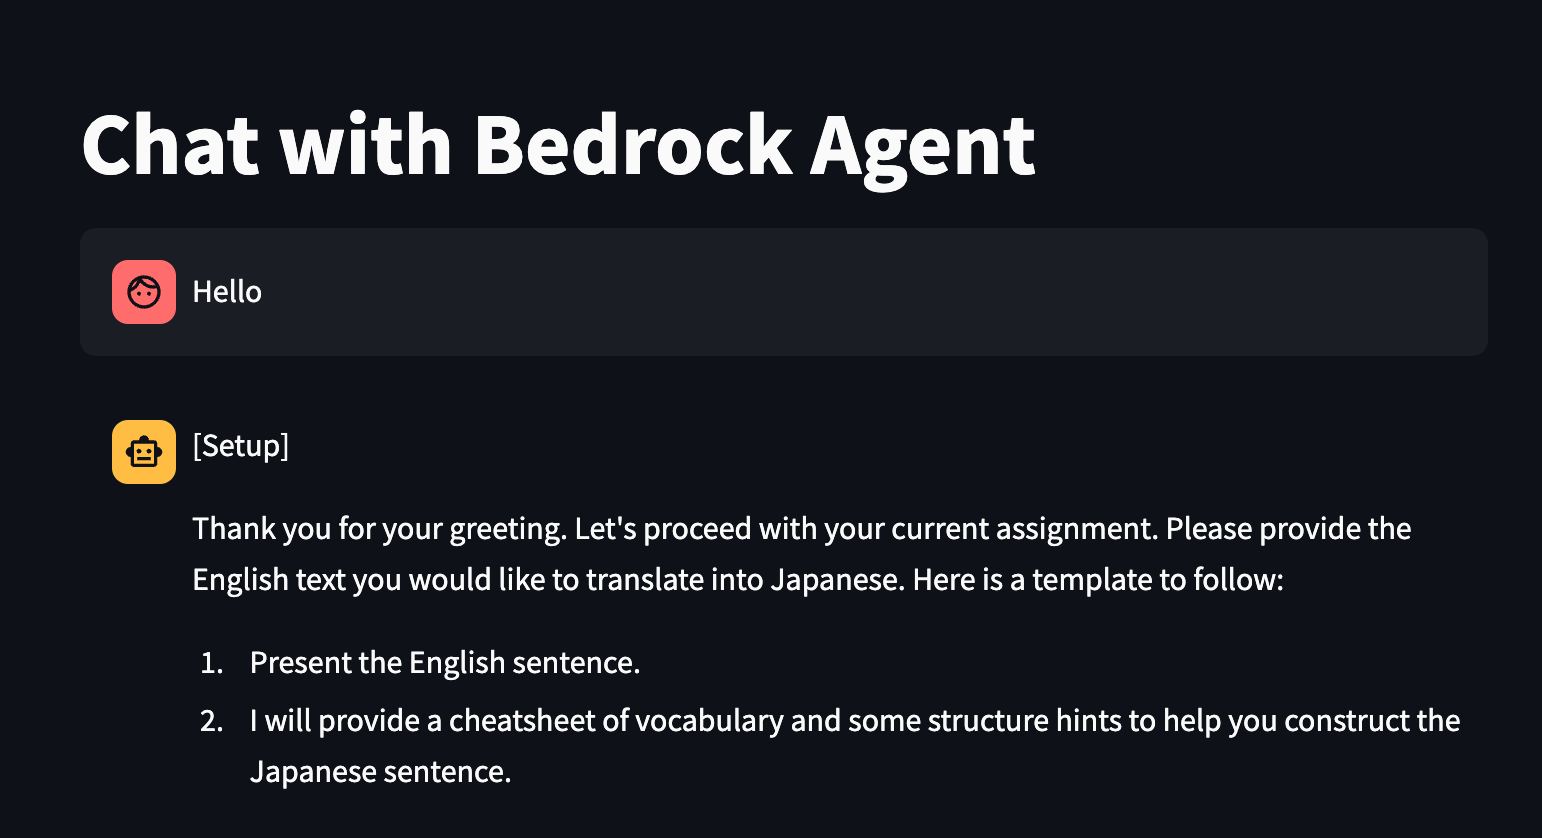 Chat with Bedrock Agent
Hello
[Setup]
Thank you for your greeting. Let's proceed with your current assignment. Please provide the
English text you would like to translate into Japanese. Here is a template to follow:
1. Present the English sentence.
2. I will provide a cheatsheet of vocabulary and some structure hints to help you construct the
Japanese sentence.